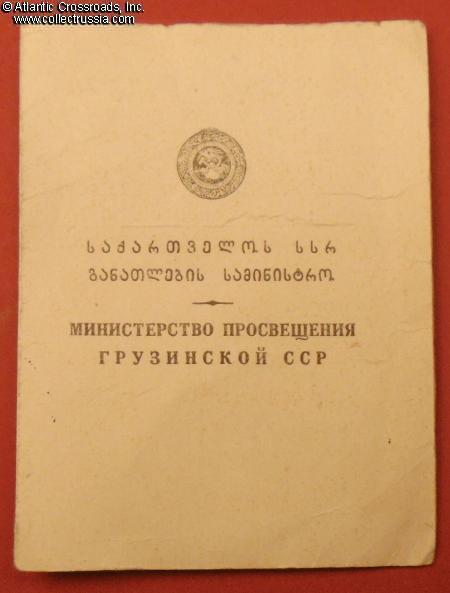 © Atlantic Crossroads, Inc.
www.collectrussia.com
საქართველოს სსრ
განათლების სამინისტრო
МИНИСТЕРСТВО ПРОСВЕЩЕНИЯ
ГРУЗИНСКОЙ ССР